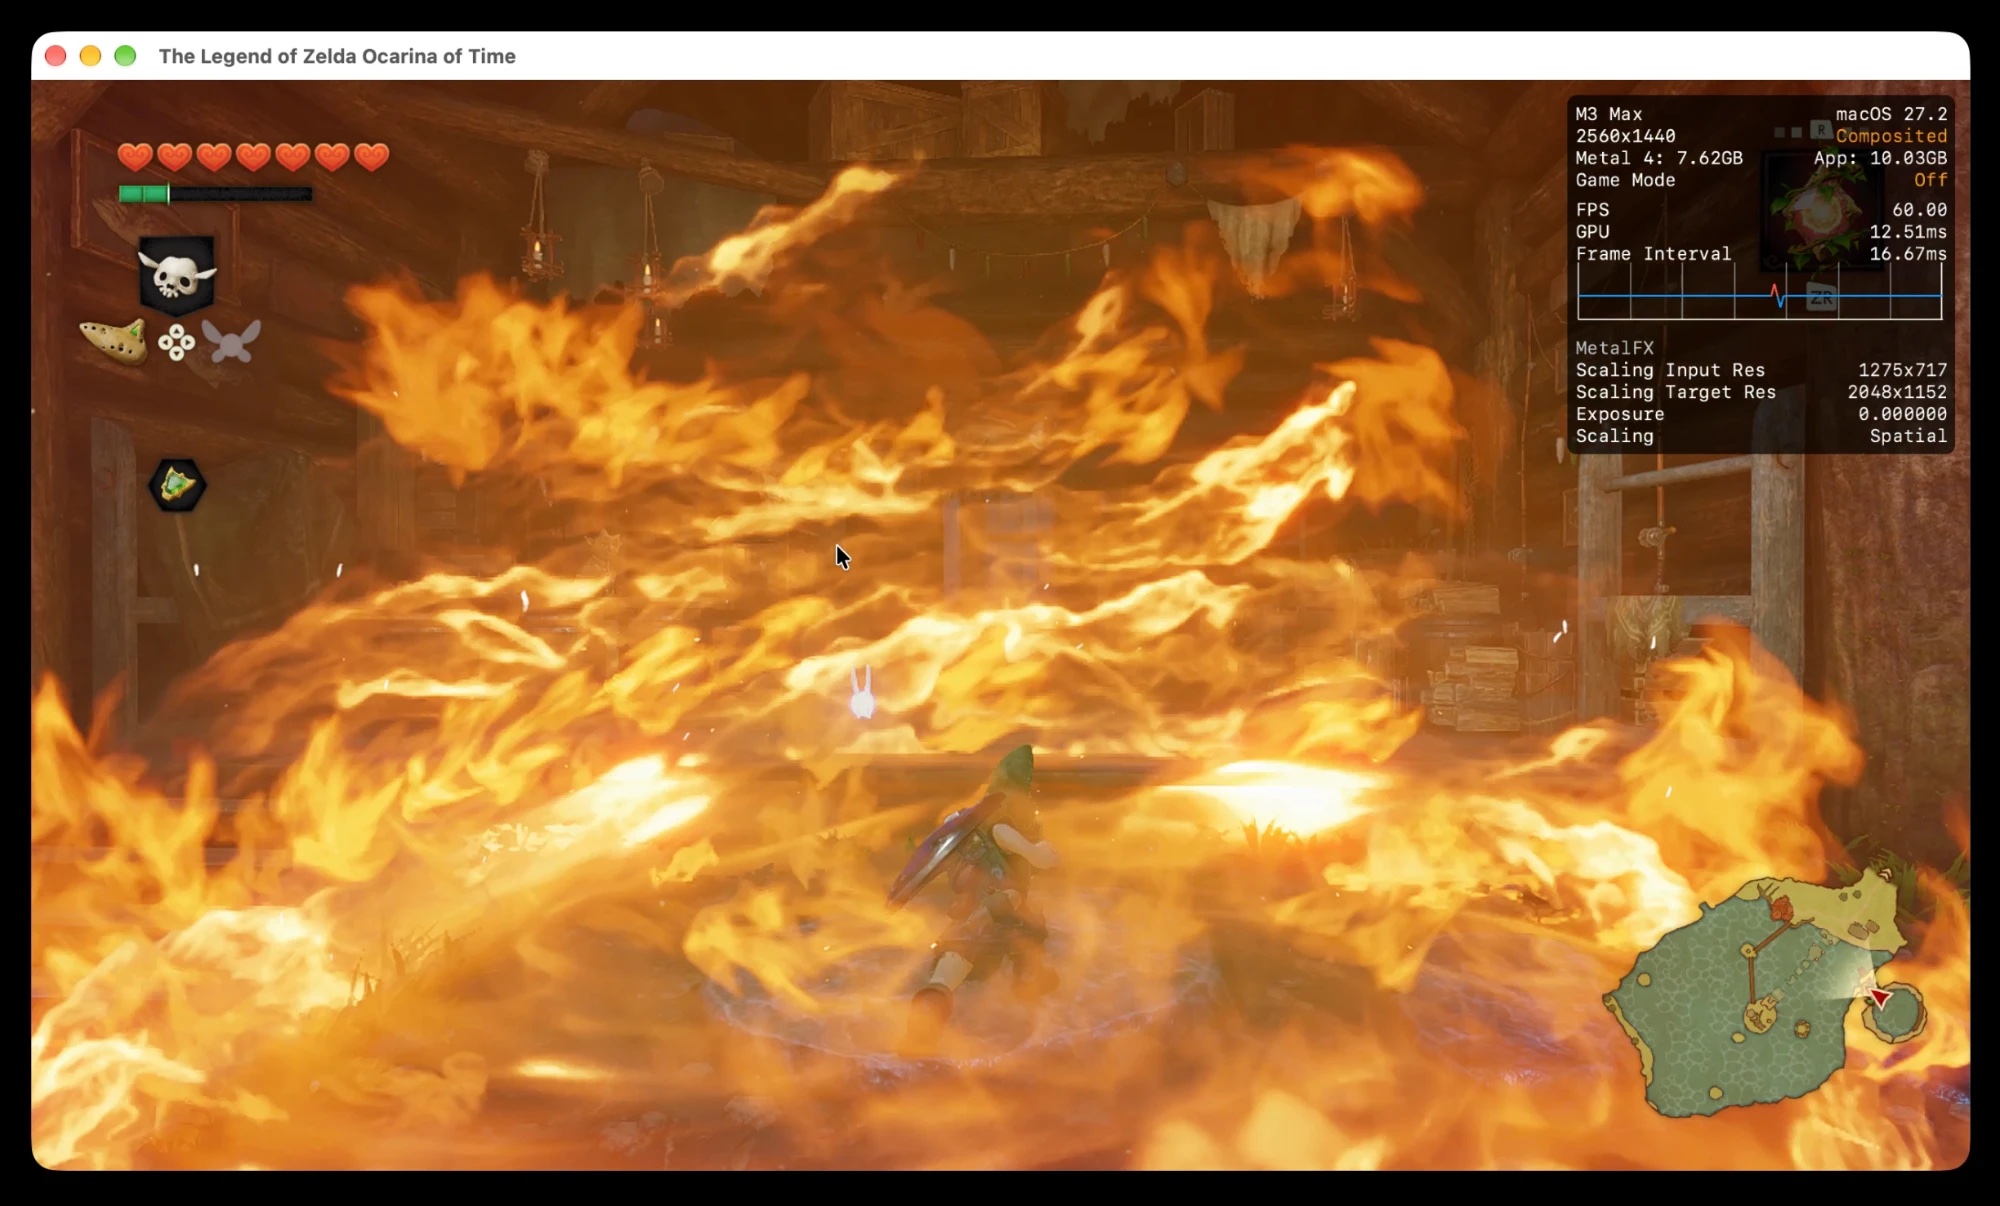 The Legend of Zelda Ocarina of Time
M3 Max macOS 27.2
2560x1440 Composited
Metal 4: 7.62GB App: 10.03GB
Game Mode Off
FPS 60.00
GPU 12.51ms
Frame Interval 16.67ms
MetalFX
Scaling Input Res 1275x717
Scaling Target Res 2048x1152
Exposure 0.000000
Scaling Spatial
R
ZR